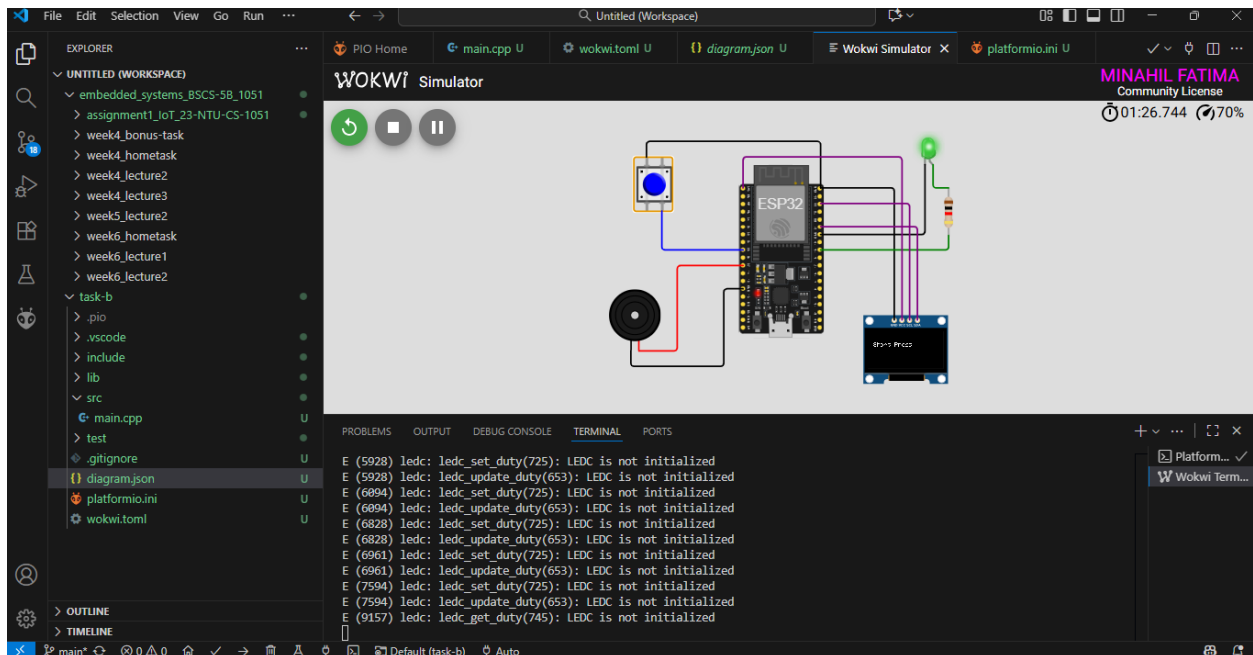 File Edit Selection View Go Run ··· Untitled (Workspace)
EXPLORER ···
UNTITLED (WORKSPACE)
embedded_systems_BSCS-5B_1051
assignment1_IoT_23-NTU-CS-1051
week4_bonus-task
week4_hometask
week4_lecture2
week4_lecture3
week5_lecture2
week6_hometask
week6_lecture1
week6_lecture2
task-b
.pio
.vscode
include
lib
src
main.cpp U
test
.gitignore U
diagram.json U
platformio.ini U
wokwi.toml U
OUTLINE
TIMELINE
18
PIO Home main.cpp U wokwi.toml U diagram.json U Wokwi Simulator platformio.ini U
WOKWI Simulator
MINAHIL FATIMA
Community License
01:26.744 70%
ESP32
GND VCC SCL SDA
Short Press
PROBLEMS OUTPUT DEBUG CONSOLE TERMINAL PORTS
E (5928) ledc: ledc_set_duty(725): LEDC is not initialized
E (5928) ledc: ledc_update_duty(653): LEDC is not initialized
E (6094) ledc: ledc_set_duty(725): LEDC is not initialized
E (6094) ledc: ledc_update_duty(653): LEDC is not initialized
E (6828) ledc: ledc_set_duty(725): LEDC is not initialized
E (6828) ledc: ledc_update_duty(653): LEDC is not initialized
E (6961) ledc: ledc_set_duty(725): LEDC is not initialized
E (6961) ledc: ledc_update_duty(653): LEDC is not initialized
E (7594) ledc: ledc_set_duty(725): LEDC is not initialized
E (7594) ledc: ledc_update_duty(653): LEDC is not initialized
E (9157) ledc: ledc_get_duty(745): LEDC is not initialized
Platform...
Wokwi Term...
main* 0 0 Default (task-b) Auto